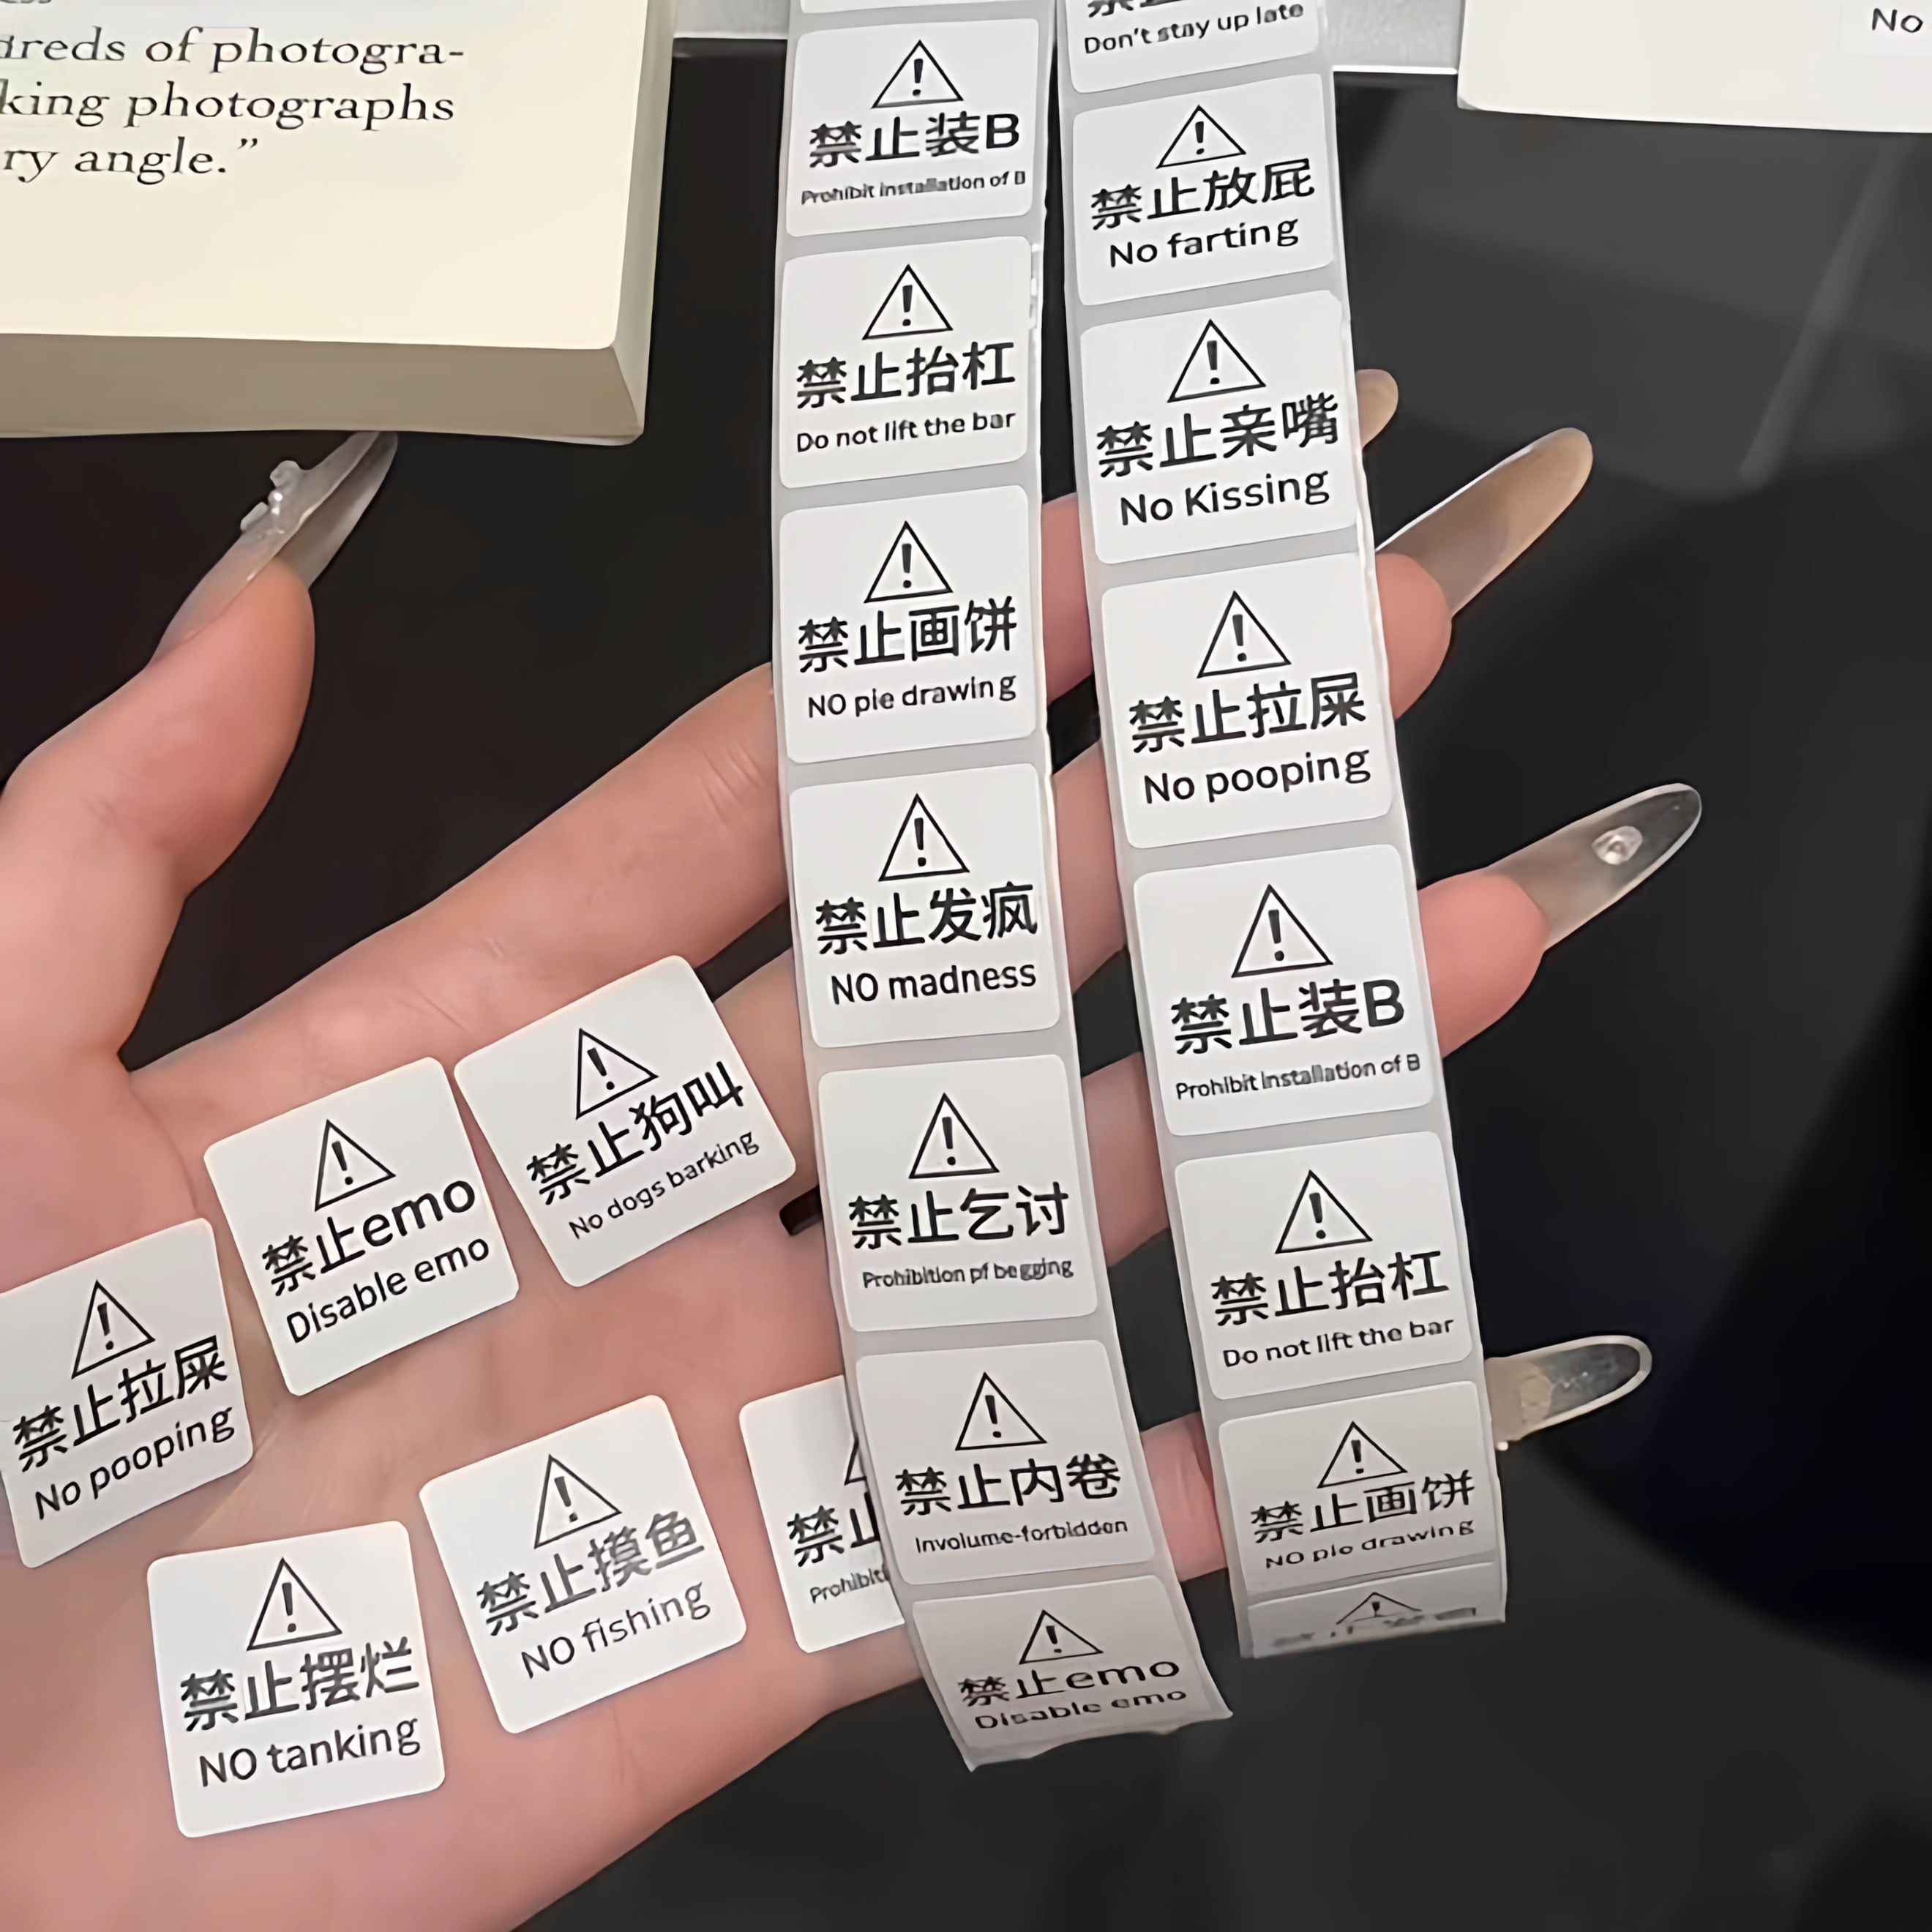 dreds of photogra-
king photographs
ry angle.”
No
禁止装B
Prohibit installation of B
禁止抬杠
Do not lift the bar
禁止画饼
NO pie drawing
禁止发疯
NO madness
禁止乞讨
Prohibition pf begging
禁止内卷
Involume-forbidden
禁止emo
Disable emo
Don't stay up late
禁止放屁
No farting
禁止亲嘴
No Kissing
禁止拉屎
No pooping
禁止装B
Prohibit installation of B
禁止抬杠
Do not lift the bar
禁止画饼
NO pie drawing
禁止狗叫
No dogs barking
禁止emo
Disable emo
禁止拉屎
No pooping
禁止摸鱼
NO fishing
禁止摆烂
NO tanking
禁止
Prohibiti